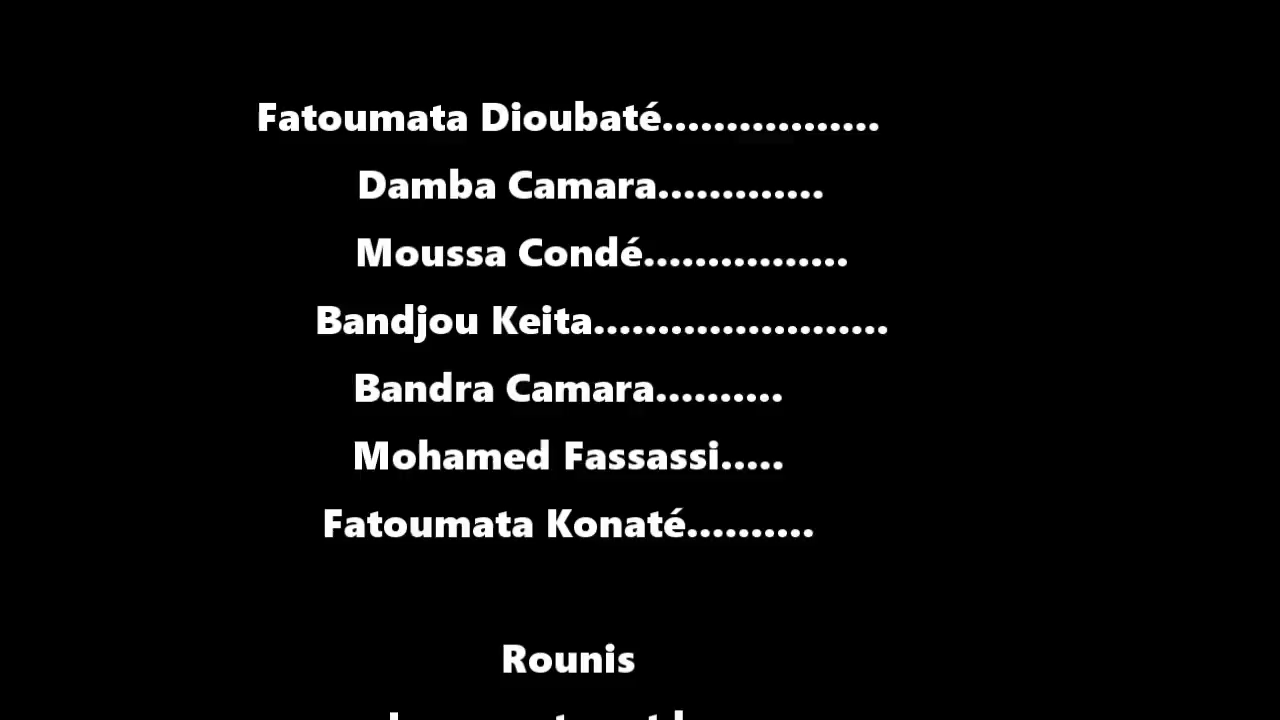 Fatoumata Dioubaté.................
Damba Camara.............
Moussa Condé................
Bandjou Keita.......................
Bandra Camara..........
Mohamed Fassassi.....
Fatoumata Konaté..........
Rounis